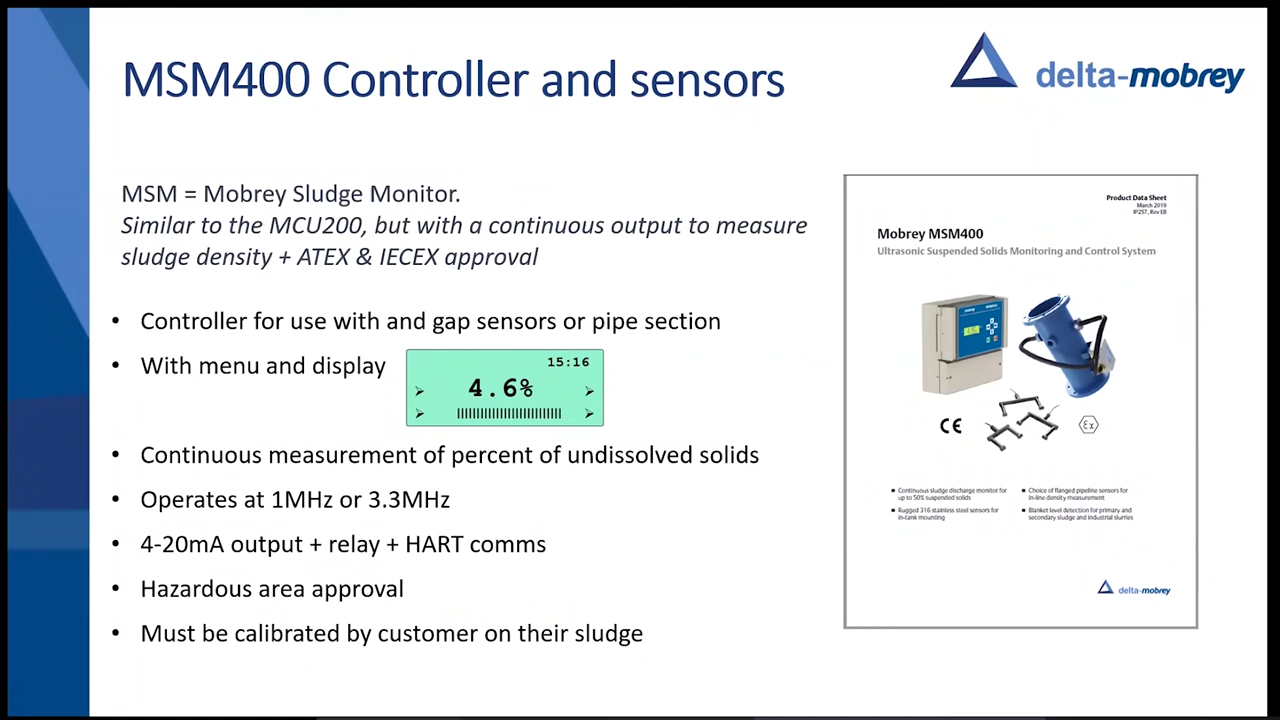 MSM400 Controller and sensors
delta-mobrey
MSM = Mobrey Sludge Monitor.
Similar to the MCU200, but with a continuous output to measure
sludge density + ATEX & IECEX approval
• Controller for use with and gap sensors or pipe section
• With menu and display
15:16
4.6%
• Continuous measurement of percent of undissolved solids
• Operates at 1MHz or 3.3MHz
• 4-20mA output + relay + HART comms
• Hazardous area approval
• Must be calibrated by customer on their sludge
Product Data Sheet
March 2019
IP257, Rev EB
Mobrey MSM400
Ultrasonic Suspended Solids Monitoring and Control System
CE
Ex
■ Continuous sludge discharge monitor for
up to 50% suspended solids
■ Rugged 316 stainless steel sensors for
in-tank mounting
■ Choice of flanged pipeline sensors for
in-line density measurement
■ Blanket level detection for primary and
secondary sludge and industrial slurries
delta-mobrey